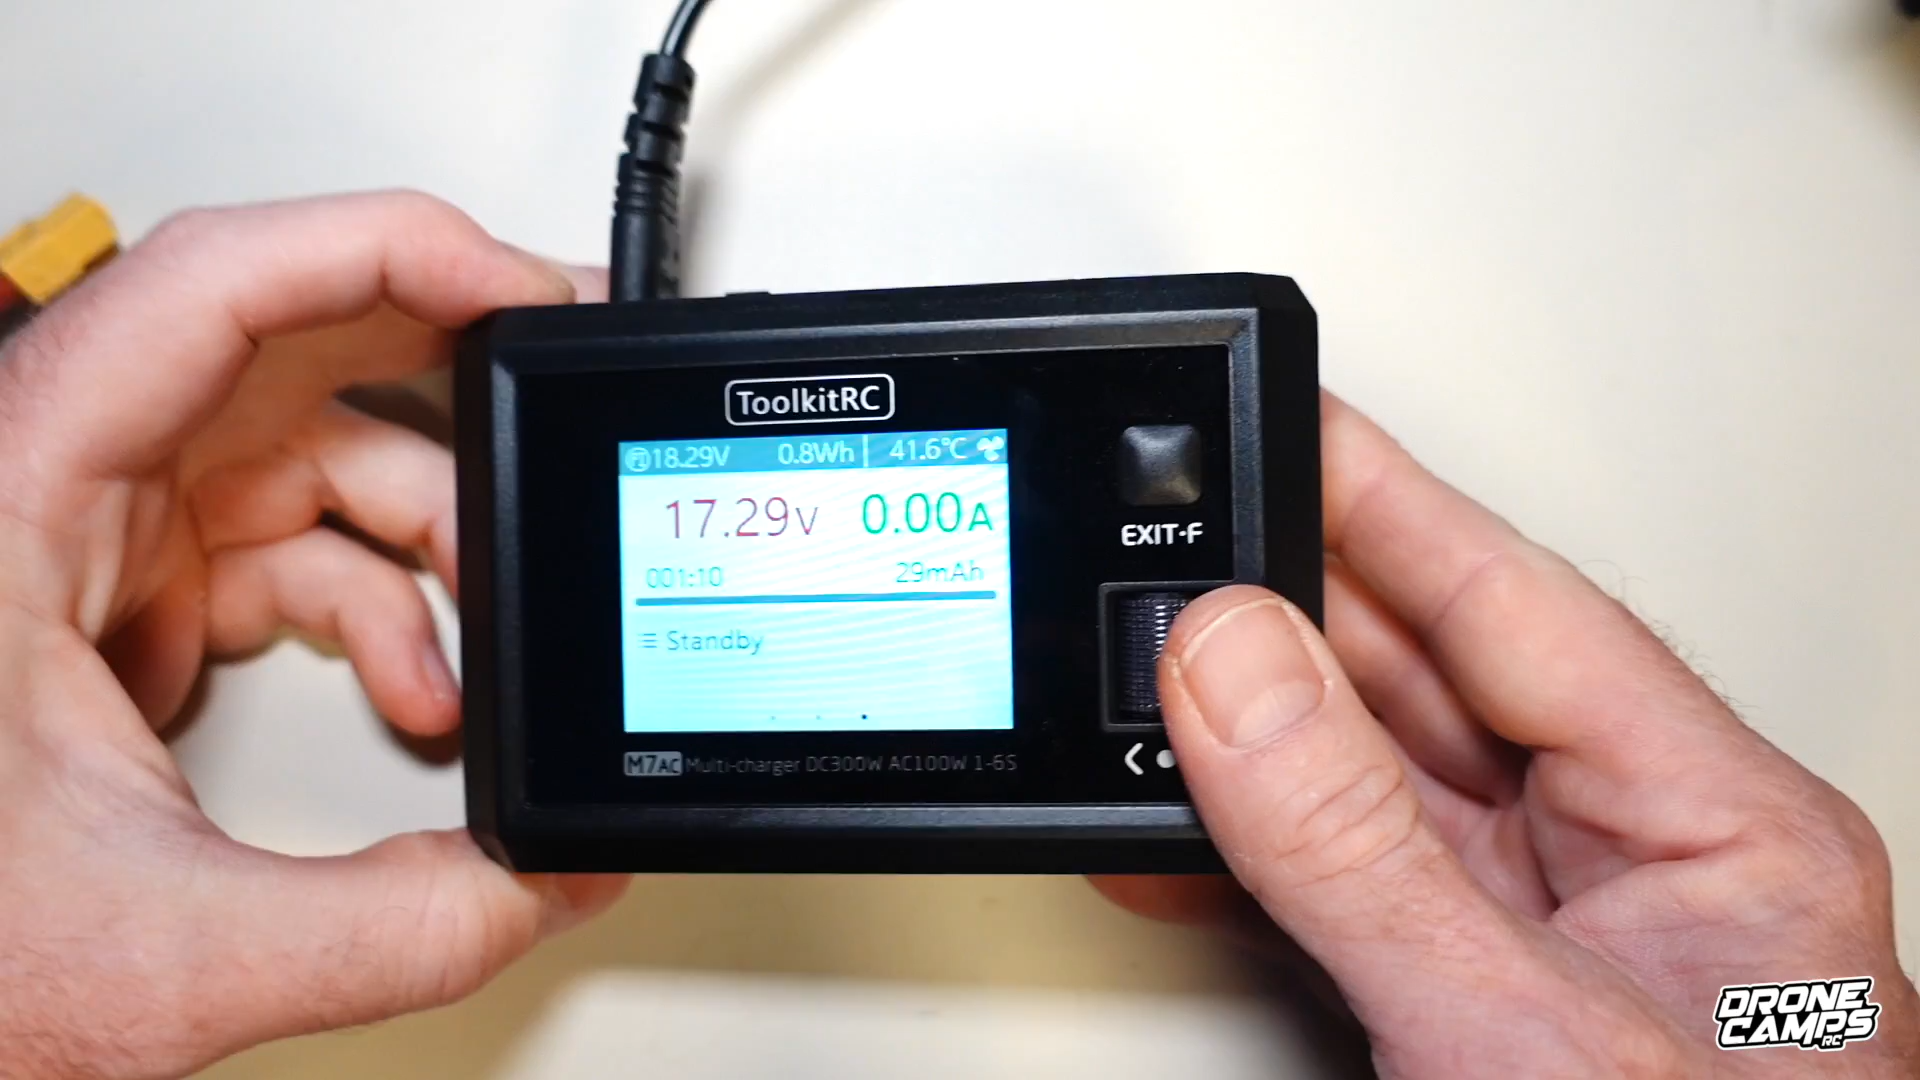 ToolkitRC
18.29V 0.8Wh 41.6°C
17.29V 0.00A
001:10 29mAh
Standby
M7AC Multi-charger DC300W AC100W 1-6S
EXIT·F
DRONE
CAMPS
RC